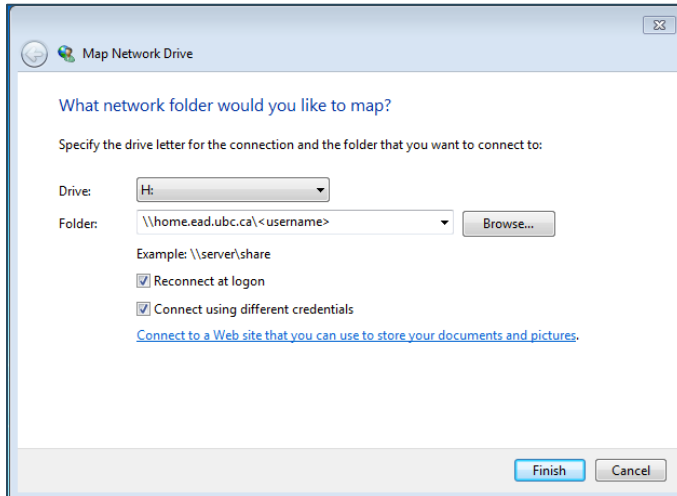 Map Network Drive
What network folder would you like to map?
Specify the drive letter for the connection and the folder that you want to connect to:
Drive: H:
Folder: \\home.ead.ubc.ca\<username> Browse...
Example: \\server\share
Reconnect at logon
Connect using different credentials
Connect to a Web site that you can use to store your documents and pictures.
Finish Cancel